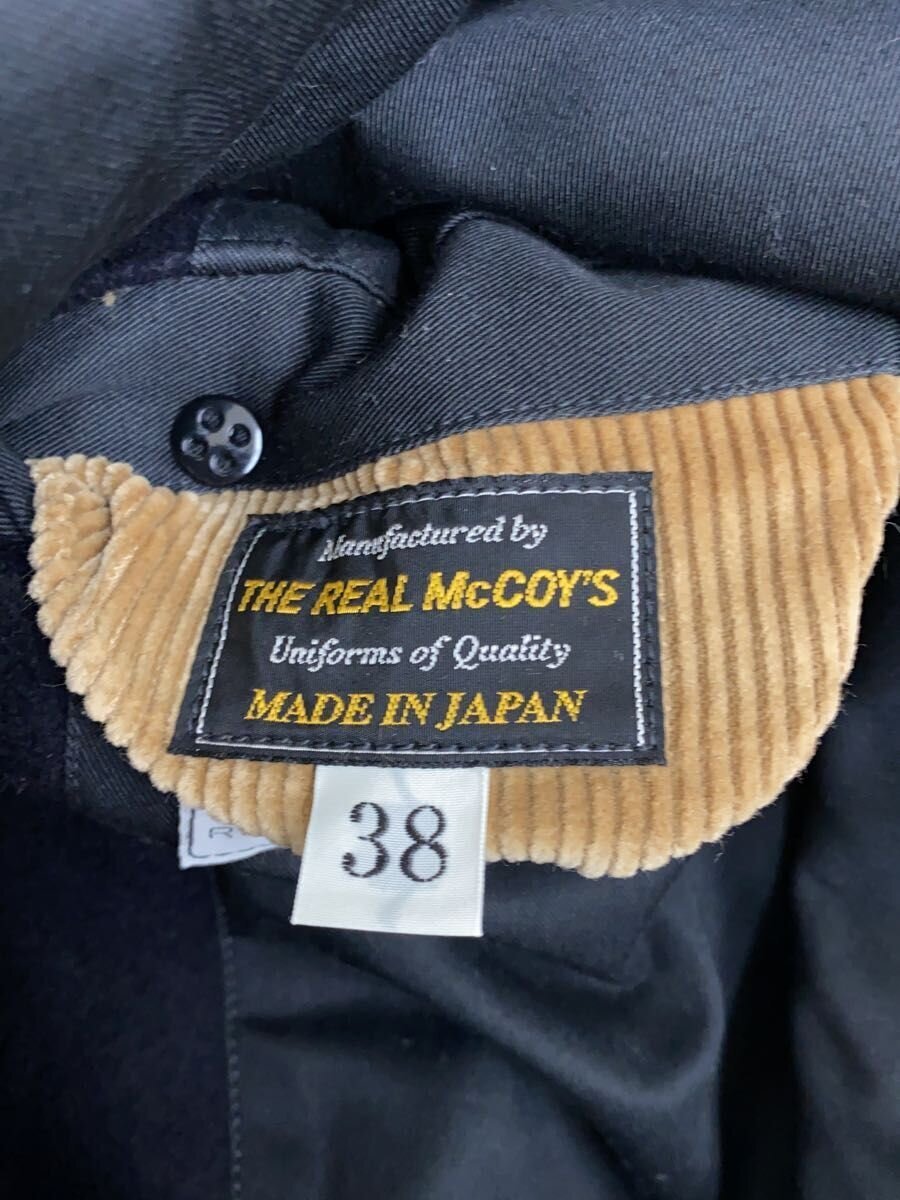 Manufactured by
THE REAL McCOY'S
Uniforms of Quality
MADE IN JAPAN
38
R